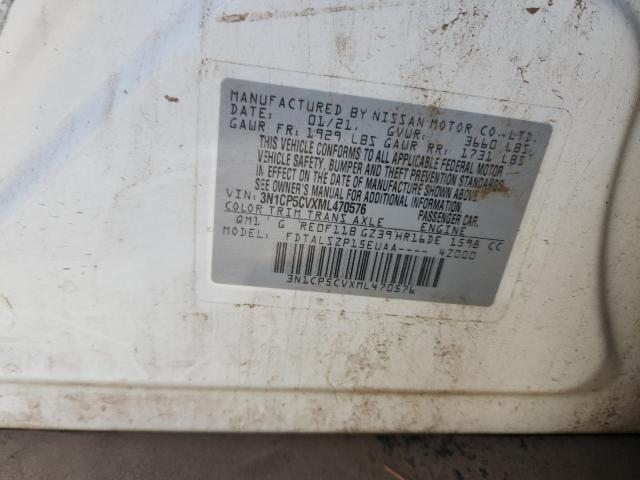 MANUFACTURED BY NISSAN MOTOR CO., LTD.
DATE: 01/21. GVWR: 3660 LBS
GAWR FR: 1929 LBS GAWR RR: 1731 LBS
THIS VEHICLE CONFORMS TO ALL APPLICABLE FEDERAL MOTOR
VEHICLE SAFETY, BUMPER AND THEFT PREVENTION STANDARDS
IN EFFECT ON THE DATE OF MANUFACTURE SHOWN ABOVE.
SEE OWNER'S MANUAL FOR ADDITIONAL INFORMATION.
VIN: 3N1CP5CVXML470576 PASSENGER CAR.
COLOR TRIM TRANS AXLE ENGINE
QM1 G RE0F11B GZ39 HR16DE 1598 CC
MODEL: FDTALSZP15EUAA---- 4Z000
3N1CP5CVXML470576